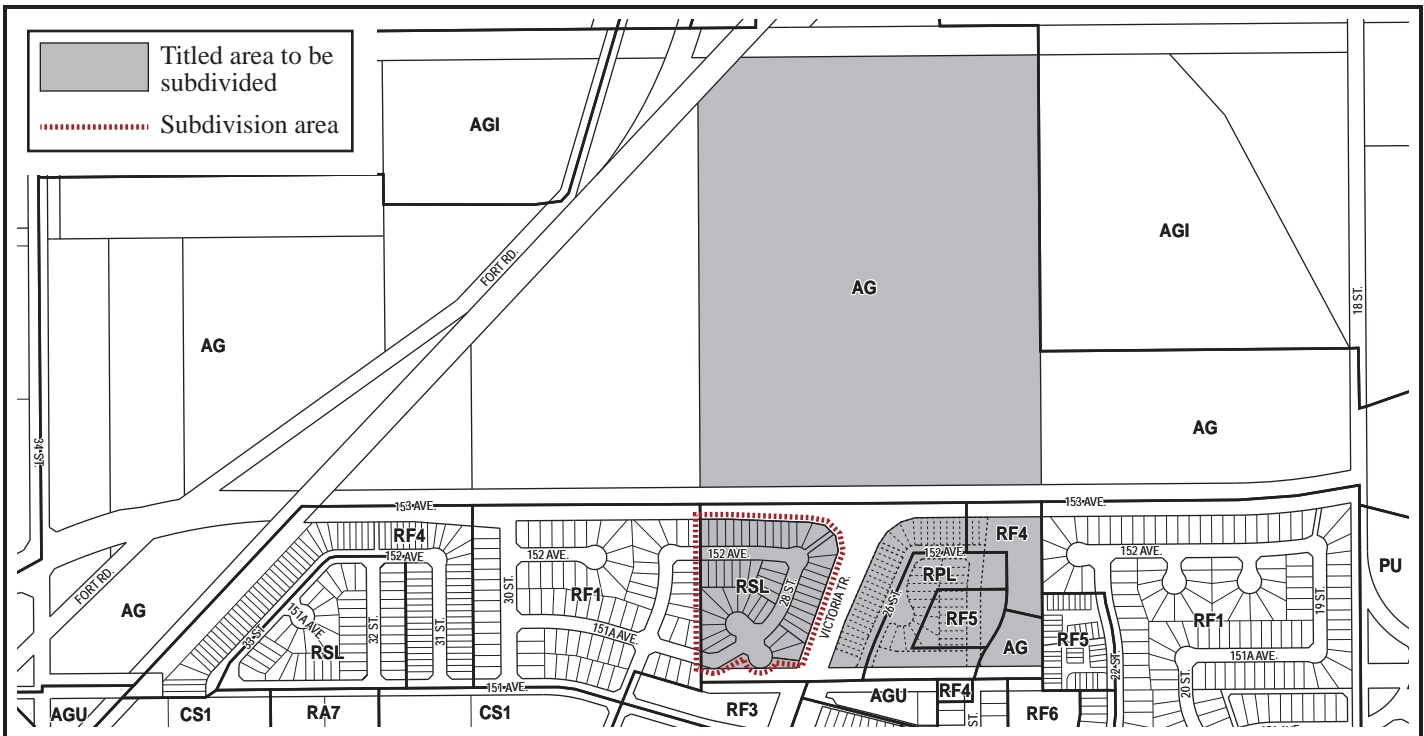 Titled area to be
subdivided
Subdivision area
AGI
FORT RD.
AGI
18 ST.
AG
AG
AG
34 ST.
153 AVE.
153 AVE.
RF4
RF4
152 AVE
152 AVE.
152 AVE.
152 AVE.
152 AVE.
RPL
PU
FORT RD.
AG
30 ST.
RF1
RSL
28 ST.
VICTORIA TR.
26 ST.
RF5
RF1
19 ST.
151A AVE.
33 ST.
RSL
32 ST.
31 ST.
151A AVE.
AG
RF5
22 ST.
151A AVE.
20 ST.
151 AVE.
AGU
CS1
RA7
CS1
RF3
AGU
RF4
ST.
RF6
151 AVE.